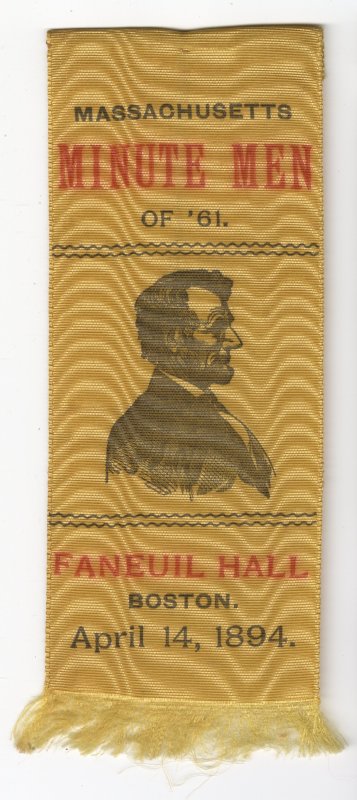 MASSACHUSETTS
MINUTE MEN
OF '61.
FANEUIL HALL
BOSTON.
April 14, 1894.